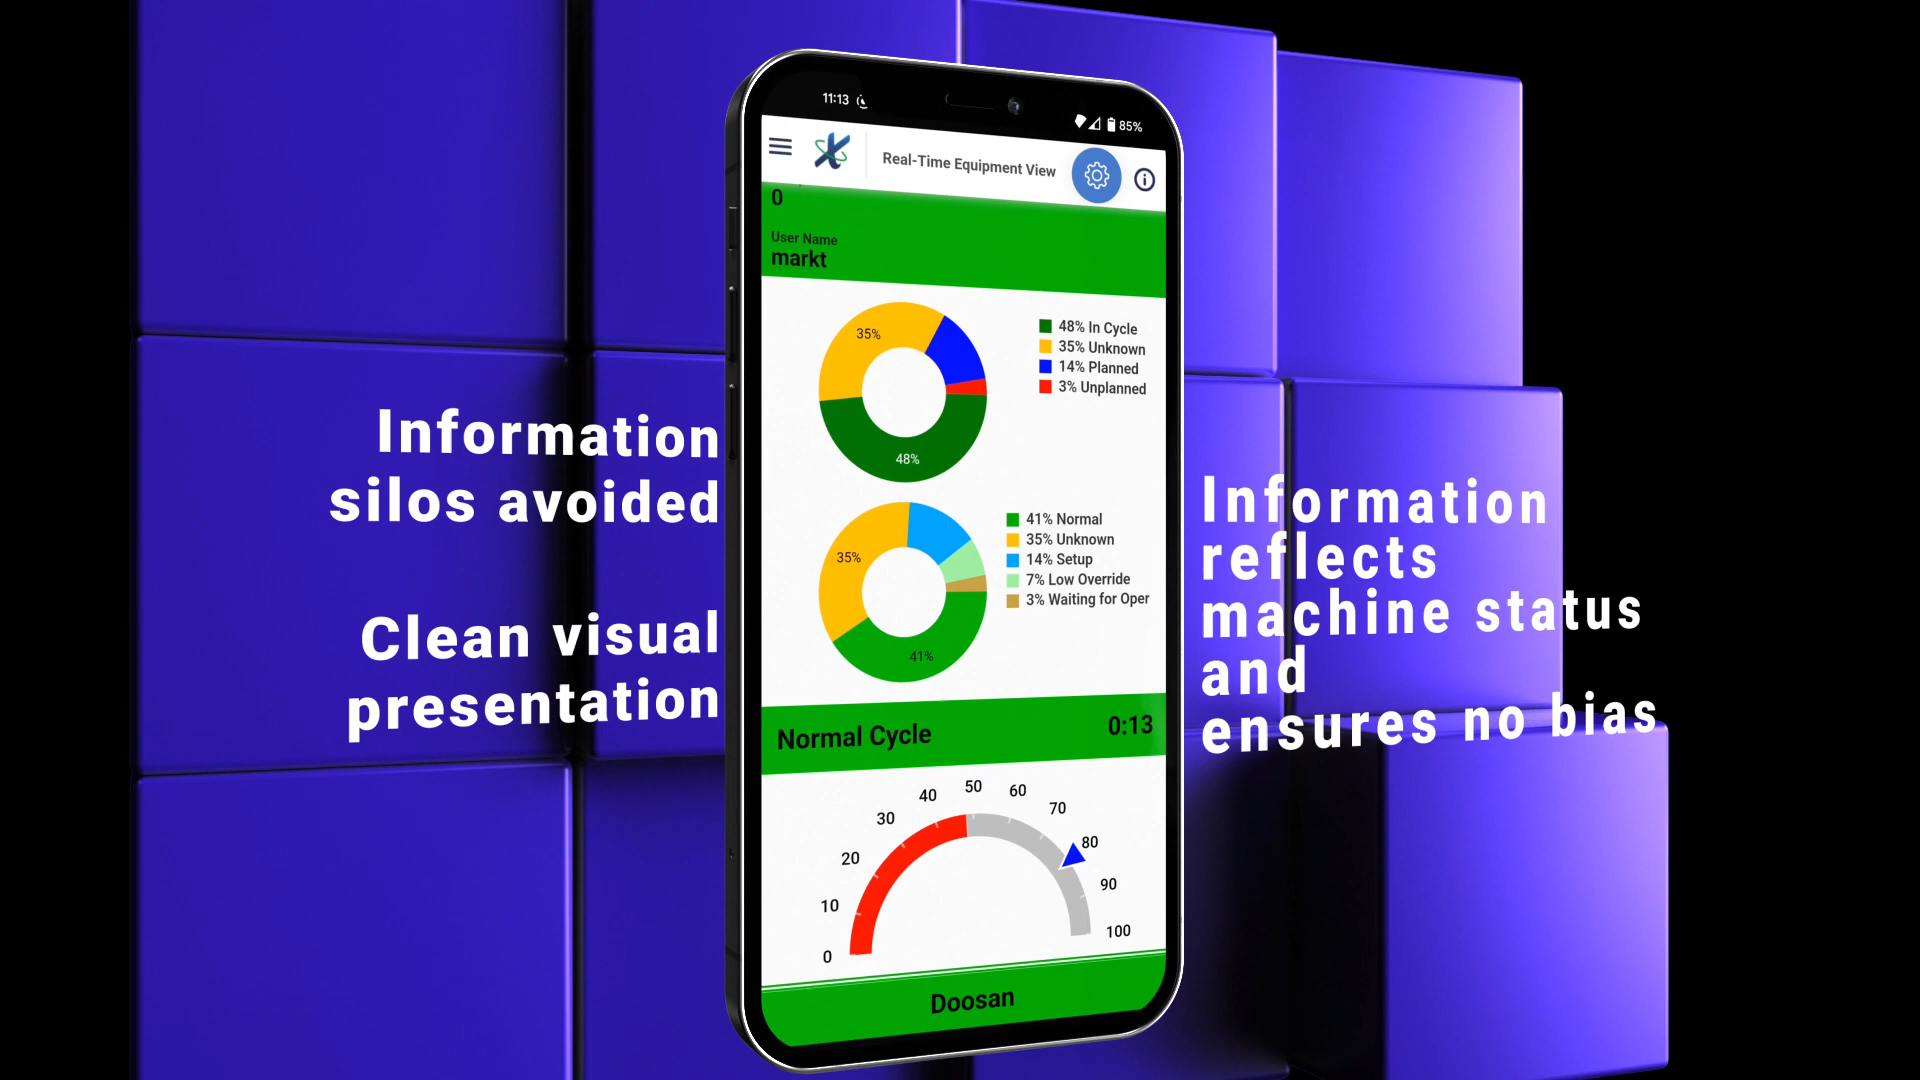 Information
silos avoided
Clean visual
presentation
11:13
85%
Real-Time Equipment View
0
User Name
markt
35%
48%
48% In Cycle
35% Unknown
14% Planned
3% Unplanned
35%
41%
41% Normal
35% Unknown
14% Setup
7% Low Override
3% Waiting for Oper
Normal Cycle 0:13
0
10
20
30
40
50
60
70
80
90
100
Doosan
Information
reflects
machine status
and
ensures no bias